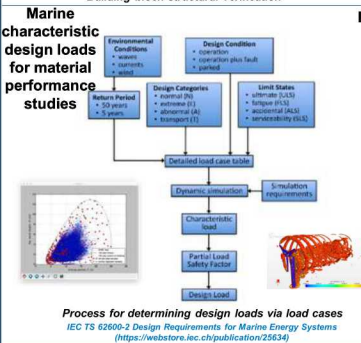 Marine
characteristic
design loads
for material
performance
studies
Environmental
Conditions
• waves
• currents
• wind
Design Condition
• operation
• operation plus fault
• parked
Return Period
• 50 years
• 5 years
Design Categories
• normal (N)
• extreme (E)
• abnormal (A)
• transport (T)
Limit States
• ultimate (ULS)
• fatigue (FLS)
• accidental (ALS)
• serviceability (SLS)
Detailed load case table
Dynamic simulation
Simulation
requirements
Characteristic
load
Partial Load
Safety Factor
Design Load
Process for determining design loads via load cases
IEC TS 62600-2 Design Requirements for Marine Energy Systems
(https://webstore.iec.ch/publication/25634)